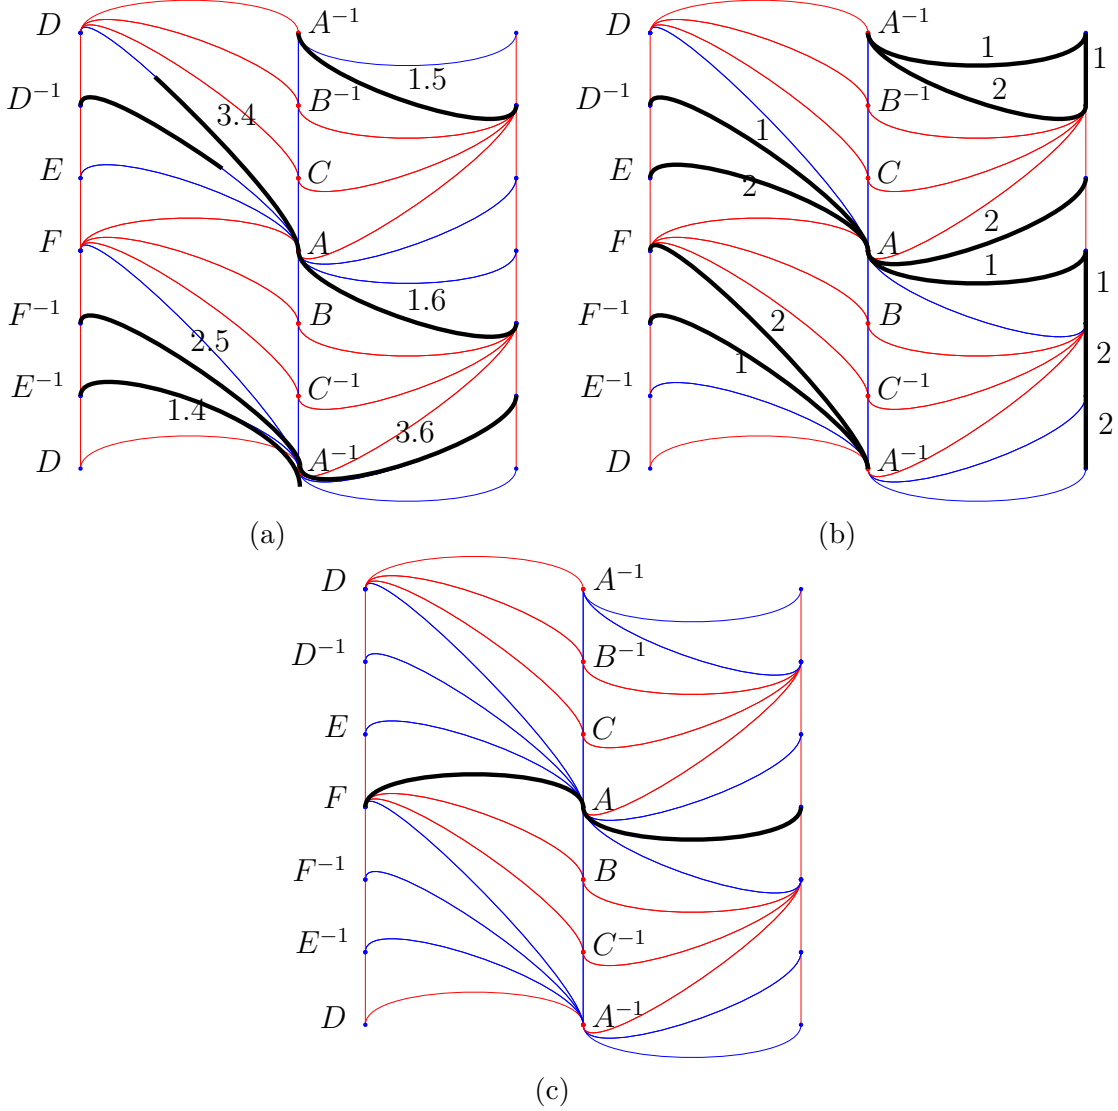 D A⁻¹ D A⁻¹
1.5 1 1
2
D⁻¹ B⁻¹ D⁻¹ B⁻¹
3.4 1
E C E C
2
2
F A F A
1 1
1.6
F⁻¹ B F⁻¹ 2 B
2.5 2
1
E⁻¹ C⁻¹ E⁻¹ C⁻¹
1.4 3.6 2
D A⁻¹ D A⁻¹
(a) (b)
D A⁻¹
D⁻¹ B⁻¹
E C
F A
F⁻¹ B
E⁻¹ C⁻¹
D A⁻¹
(c)